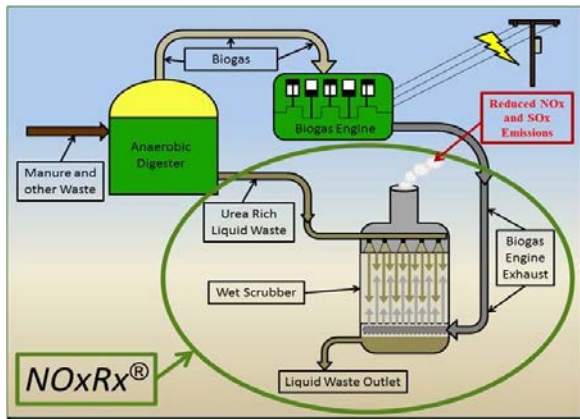 Biogas
Biogas Engine
Reduced NOx
and SOx
Emissions
Anaerobic
Digester
Manure and
other Waste
Urea Rich
Liquid Waste
Biogas
Engine
Exhaust
Wet Scrubber
NOxRx®
Liquid Waste Outlet